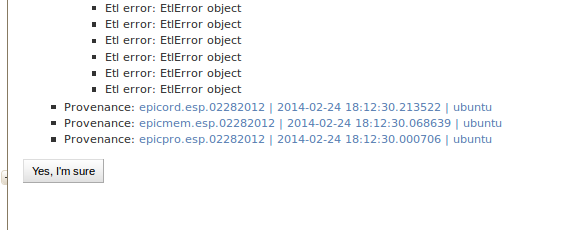 Etl error: EtlError object
Etl error: EtlError object
Etl error: EtlError object
Etl error: EtlError object
Etl error: EtlError object
Etl error: EtlError object
Provenance: epicord.esp.02282012 | 2014-02-24 18:12:30.213522 | ubuntu
Provenance: epicmem.esp.02282012 | 2014-02-24 18:12:30.068639 | ubuntu
Provenance: epicpro.esp.02282012 | 2014-02-24 18:12:30.000706 | ubuntu
Yes, I'm sure